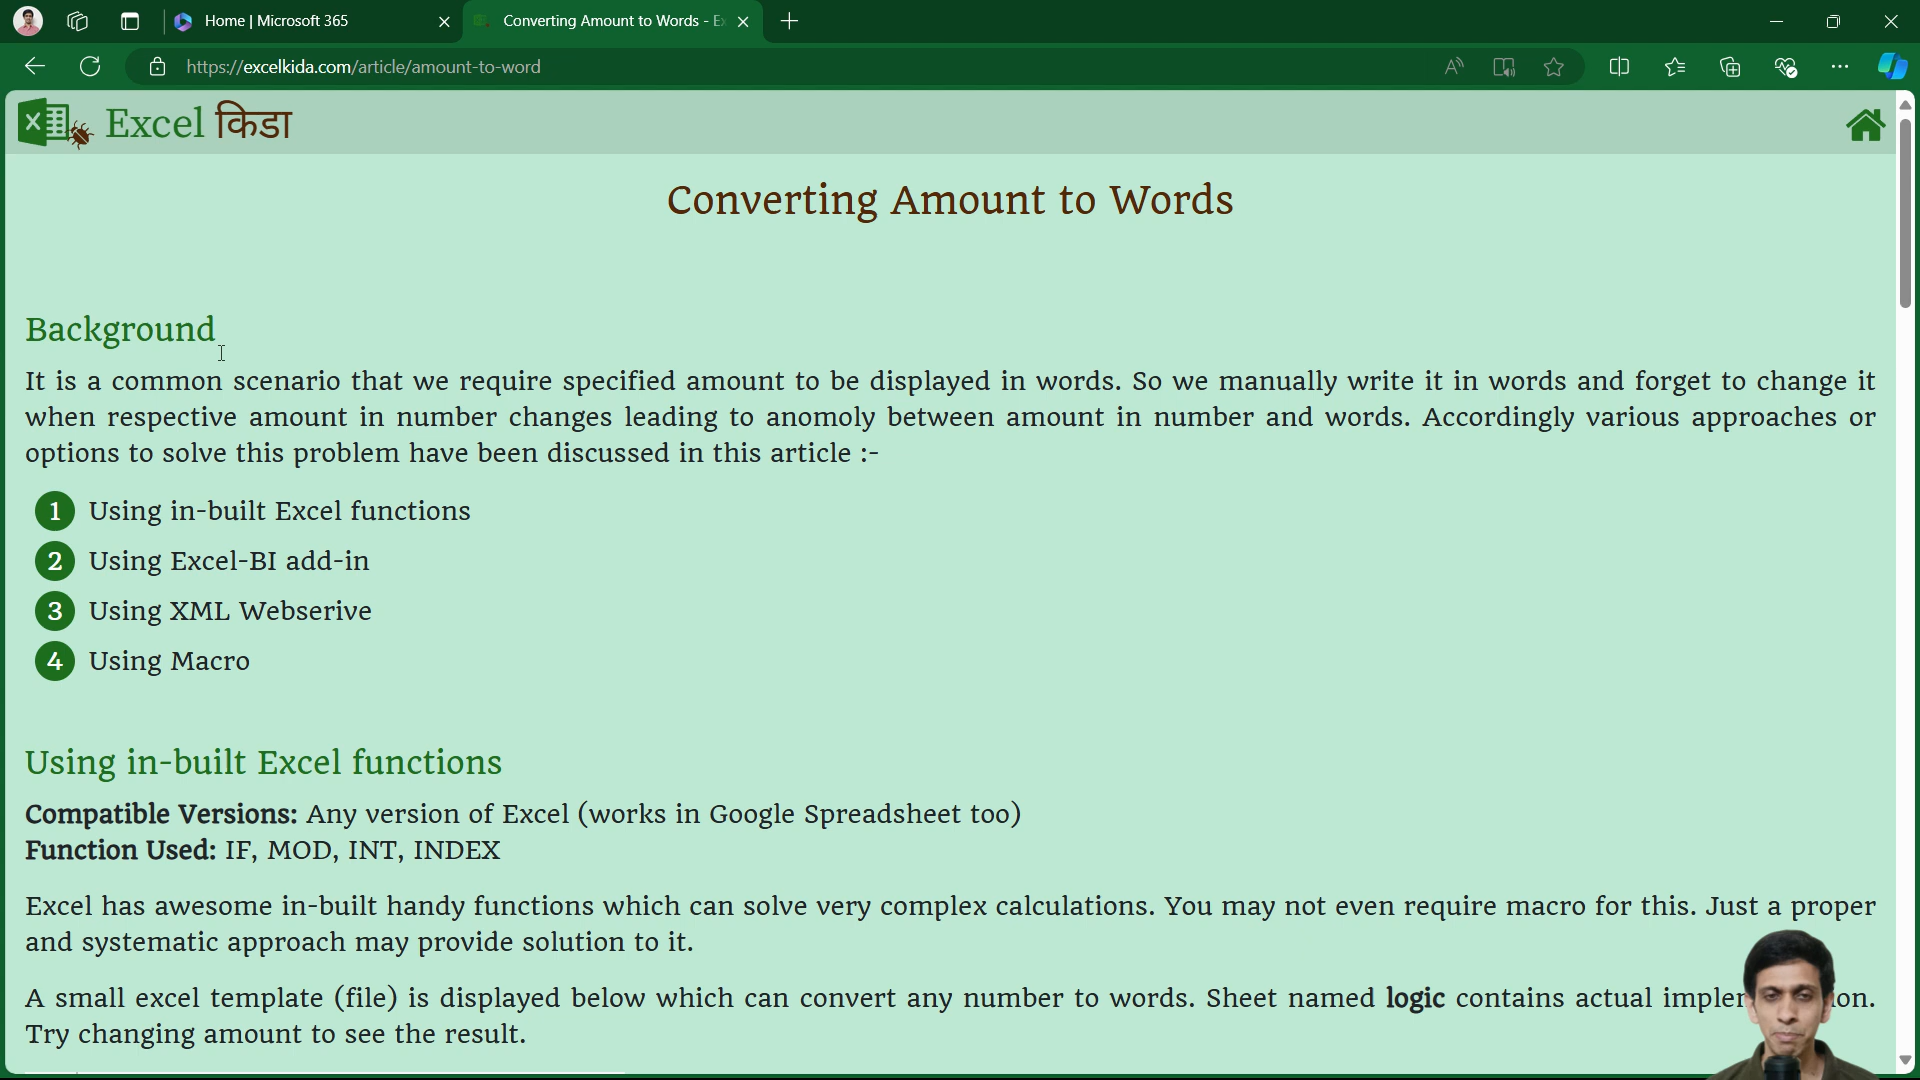 Home | Microsoft 365
Converting Amount to Words - Ex
https://excelkida.com/article/amount-to-word
Excel किडा
Converting Amount to Words
Background
It is a common scenario that we require specified amount to be displayed in words. So we manually write it in words and forget to change it
when respective amount in number changes leading to anomoly between amount in number and words. Accordingly various approaches or
options to solve this problem have been discussed in this article :-
1 Using in-built Excel functions
2 Using Excel-BI add-in
3 Using XML Webserive
4 Using Macro
Using in-built Excel functions
Compatible Versions: Any version of Excel (works in Google Spreadsheet too)
Function Used: IF, MOD, INT, INDEX
Excel has awesome in-built handy functions which can solve very complex calculations. You may not even require macro for this. Just a proper
and systematic approach may provide solution to it.
A small excel template (file) is displayed below which can convert any number to words. Sheet named logic contains actual
Try changing amount to see the result.